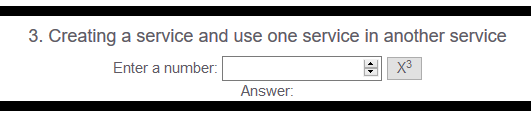 3. Creating a service and use one service in another service
Enter a number: X³
Answer: